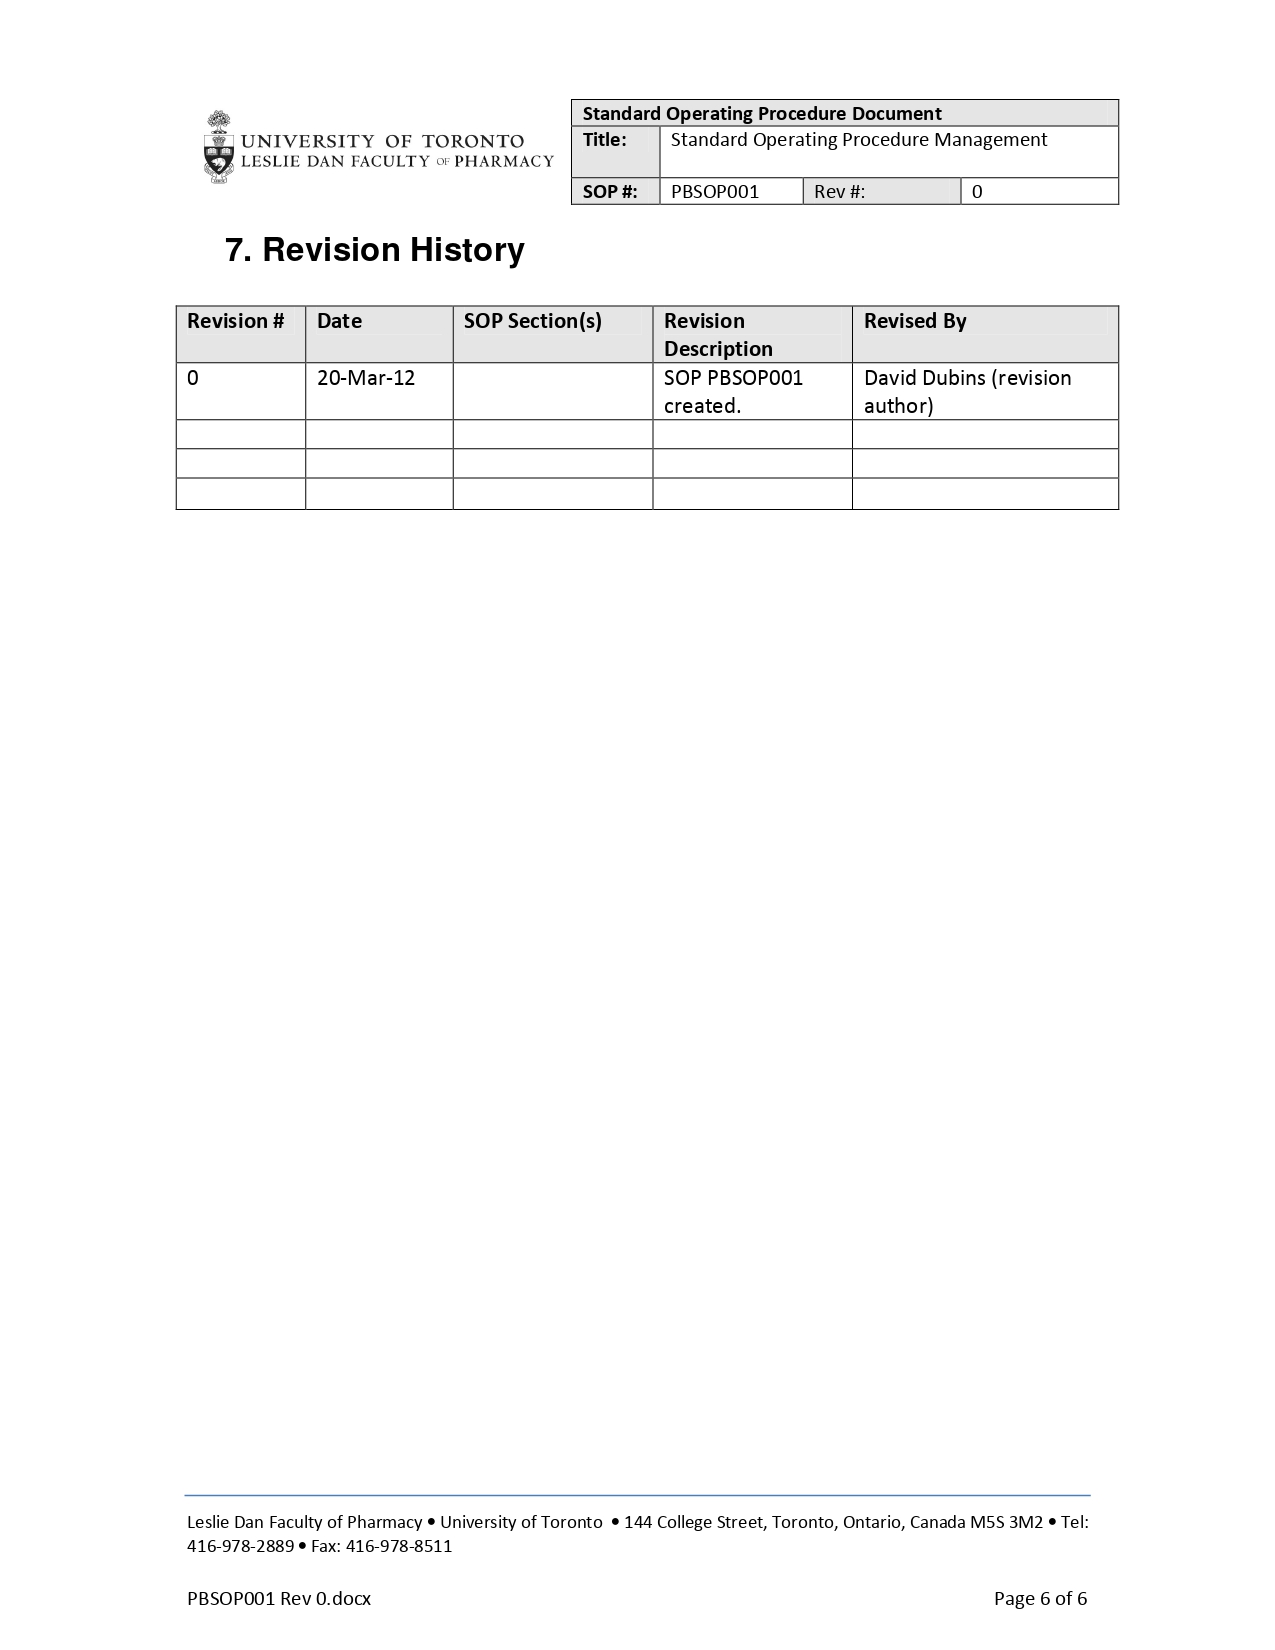 UNIVERSITY OF TORONTO
LESLIE DAN FACULTY OF PHARMACY
Standard Operating Procedure Document
Title: Standard Operating Procedure Management
SOP #: PBSOP001 Rev #: 0
7. Revision History
Revision # Date SOP Section(s) Revision Description Revised By
0 20-Mar-12 SOP PBSOP001 created. David Dubins (revision author)
Leslie Dan Faculty of Pharmacy • University of Toronto • 144 College Street, Toronto, Ontario, Canada M5S 3M2 • Tel:
416-978-2889 • Fax: 416-978-8511
PBSOP001 Rev 0.docx Page 6 of 6